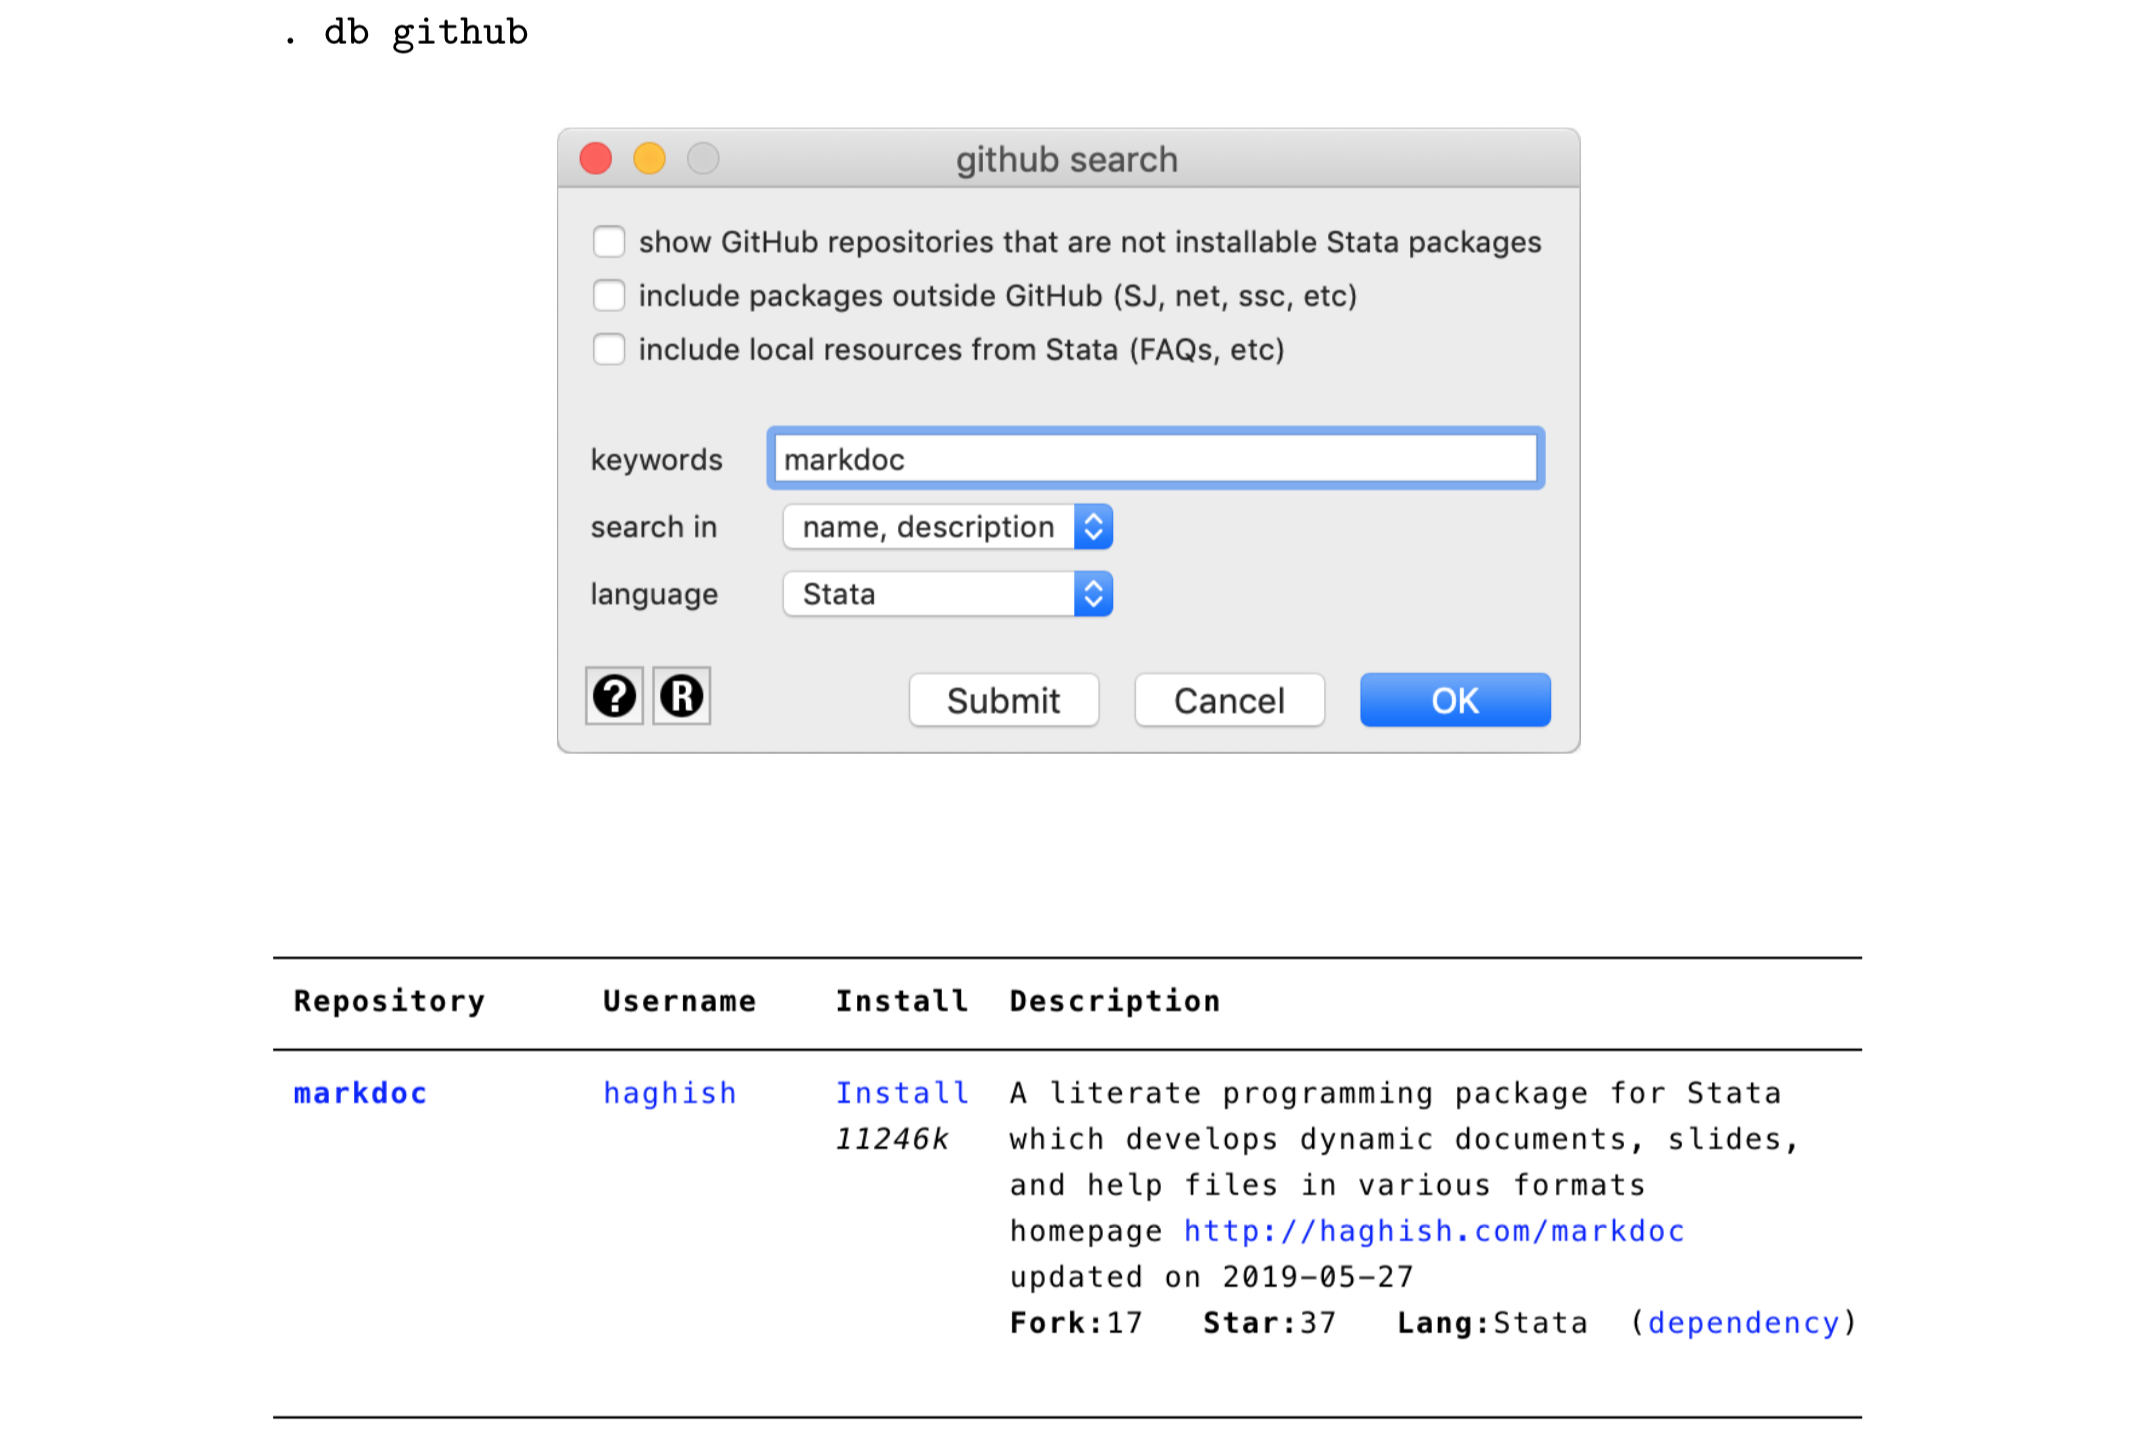 . db github
github search
show GitHub repositories that are not installable Stata packages
include packages outside GitHub (SJ, net, ssc, etc)
include local resources from Stata (FAQs, etc)
keywords markdoc
search in name, description
language Stata
? R Submit Cancel OK
Repository Username Install Description
markdoc haghish Install A literate programming package for Stata
11246k which develops dynamic documents, slides,
and help files in various formats
homepage http://haghish.com/markdoc
updated on 2019-05-27
Fork:17 Star:37 Lang:Stata (dependency)